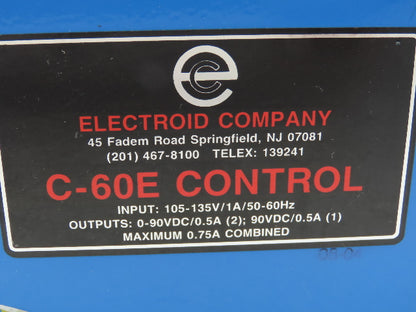 ec
ELECTROID COMPANY
45 Fadem Road Springfield, NJ 07081
(201) 467-8100 TELEX: 139241
C-60E CONTROL
INPUT: 105-135V/1A/50-60Hz
OUTPUTS: 0-90VDC/0.5A (2); 90VDC/0.5A (1)
MAXIMUM 0.75A COMBINED